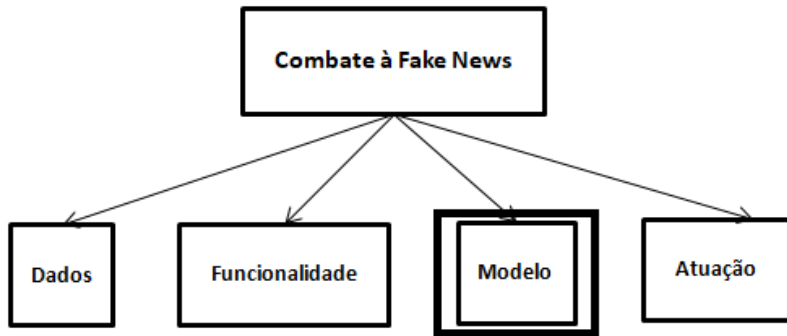 Combate à Fake News
Dados
Funcionalidade
Modelo
Atuação